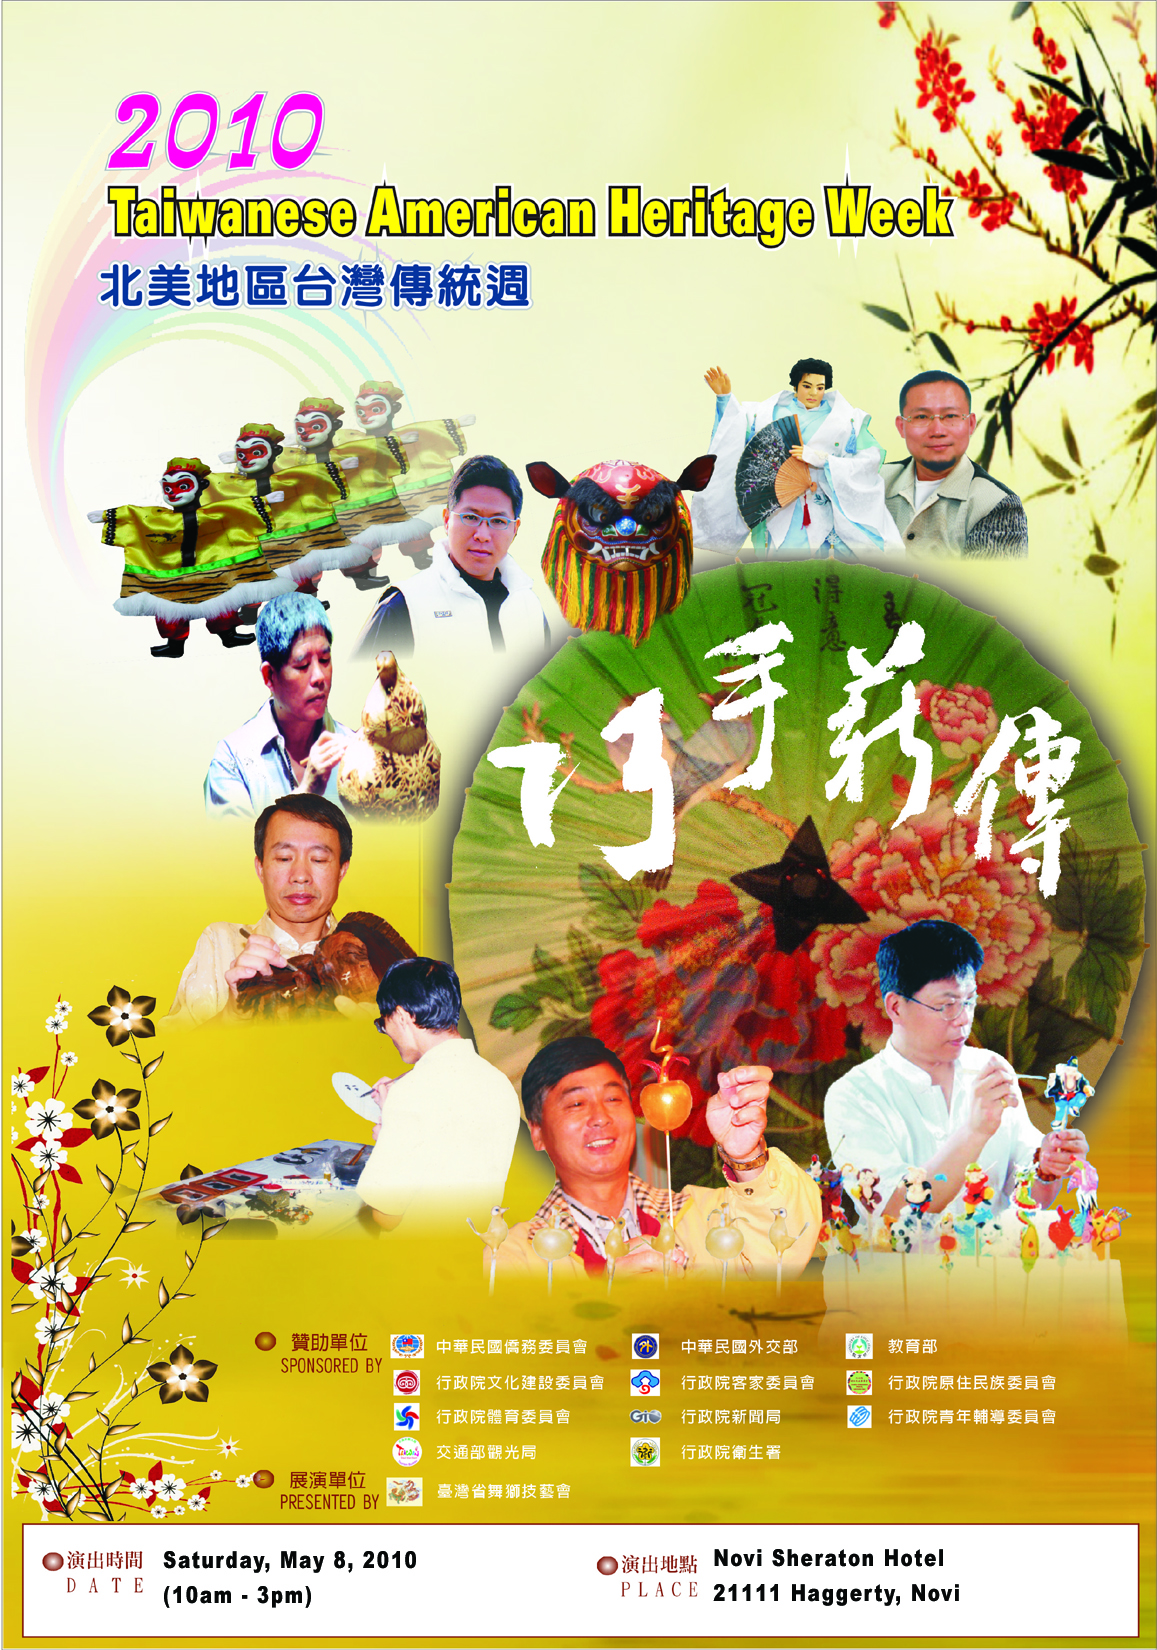 2010
Taiwanese American Heritage Week
北美地區台灣傳統週
冠
得意
巧手薪傳
贊助單位
SPONSORED BY
中華民國僑務委員會
中華民國外交部
教育部
行政院文化建設委員會
行政院客家委員會
行政院原住民族委員會
行政院體育委員會
GIO
行政院新聞局
行政院青年輔導委員會
交通部觀光局
行政院衛生署
展演單位
PRESENTED BY
臺灣省舞獅技藝會
演出時間
DATE
Saturday, May 8, 2010
(10am - 3pm)
演出地點
PLACE
Novi Sheraton Hotel
21111 Haggerty, Novi